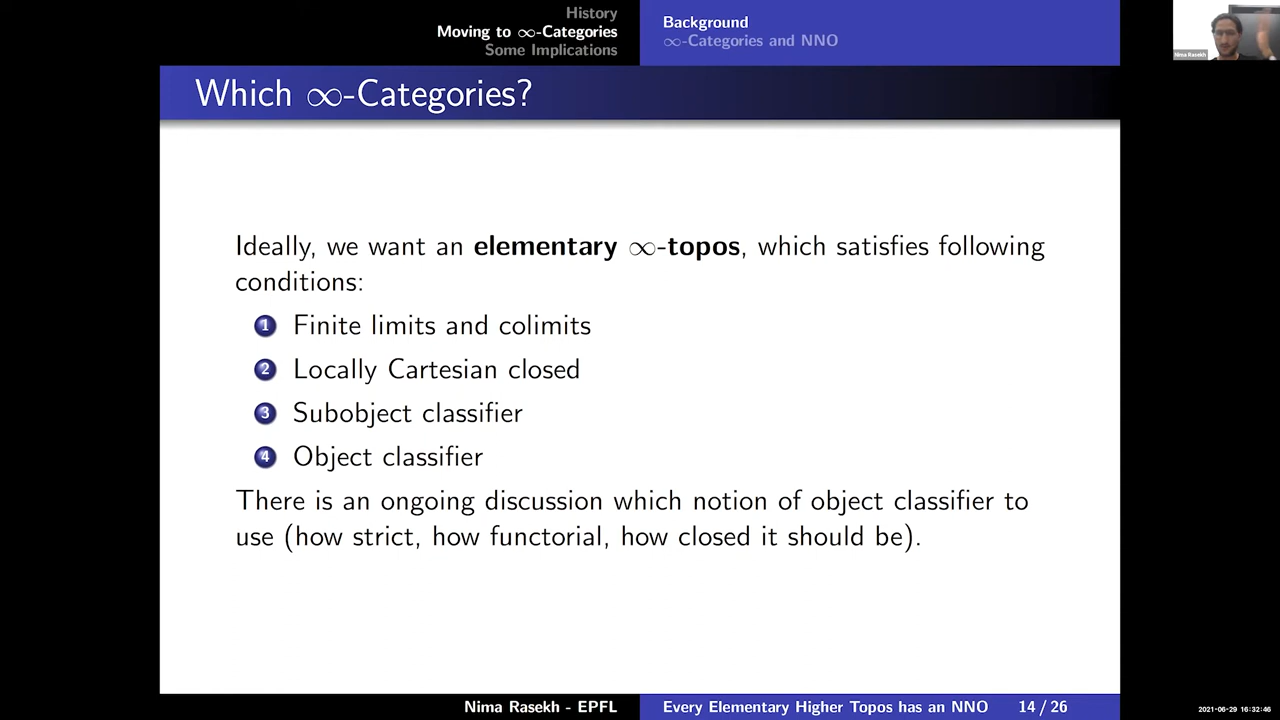 History
Moving to ∞-Categories
Some Implications
Background
∞-Categories and NNO
Nima Rasekh
Which ∞-Categories?
Ideally, we want an elementary ∞-topos, which satisfies following
conditions:
1 Finite limits and colimits
2 Locally Cartesian closed
3 Subobject classifier
4 Object classifier
There is an ongoing discussion which notion of object classifier to
use (how strict, how functorial, how closed it should be).
Nima Rasekh - EPFL
Every Elementary Higher Topos has an NNO
14 / 26
2021-06-29 16:32:46